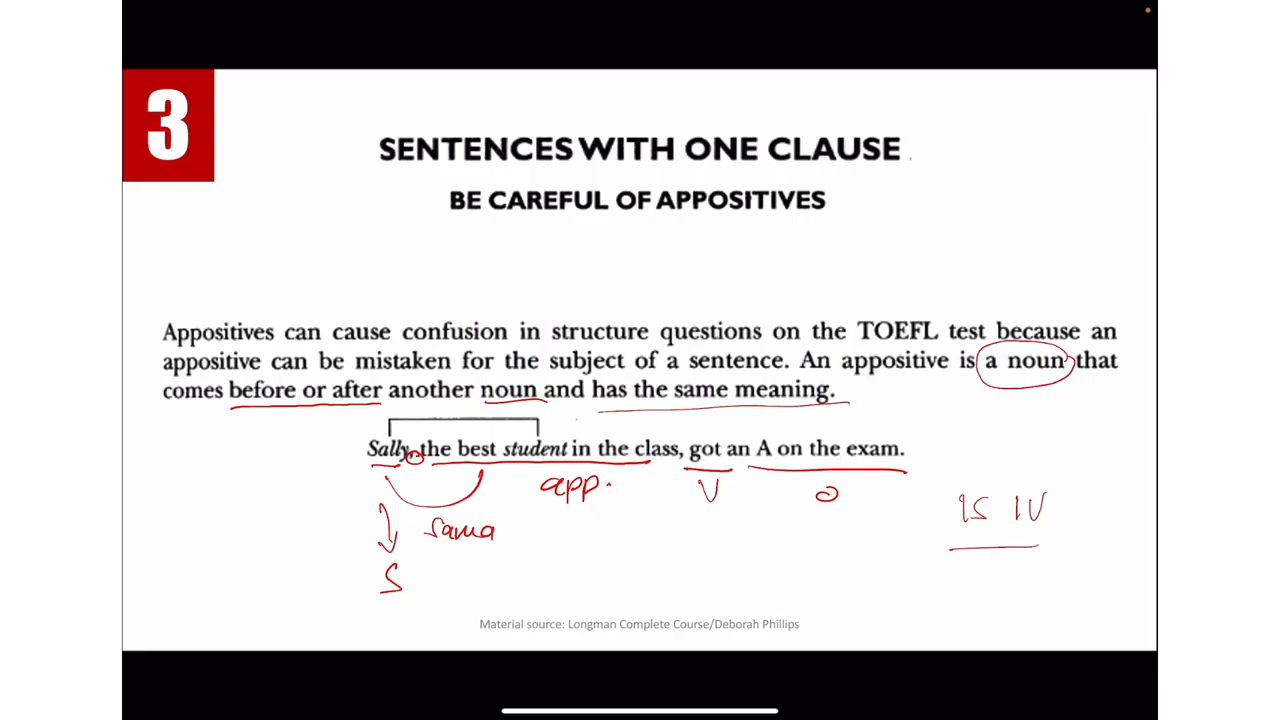 3
SENTENCES WITH ONE CLAUSE
BE CAREFUL OF APPOSITIVES
Appositives can cause confusion in structure questions on the TOEFL test because an
appositive can be mistaken for the subject of a sentence. An appositive is a noun that
comes before or after another noun and has the same meaning.
Sally, the best student in the class, got an A on the exam.
app.
V
O
1S 1V
sama
S
Material source: Longman Complete Course/Deborah Phillips